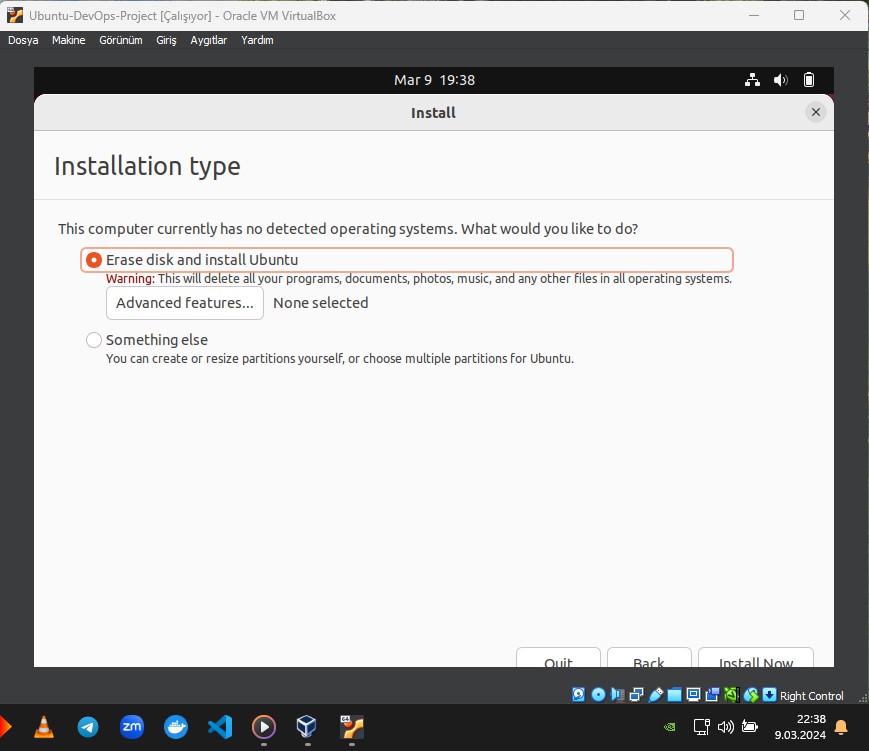 Ubuntu-DevOps-Project [Çalışıyor] - Oracle VM VirtualBox
Dosya Makine Görünüm Giriş Aygıtlar Yardım
Mar 9 19:38
Install
Installation type
This computer currently has no detected operating systems. What would you like to do?
Erase disk and install Ubuntu
Warning: This will delete all your programs, documents, photos, music, and any other files in all operating systems.
Advanced features... None selected
Something else
You can create or resize partitions yourself, or choose multiple partitions for Ubuntu.
Quit Back Install Now
Right Control
zm
64
22:38
9.03.2024